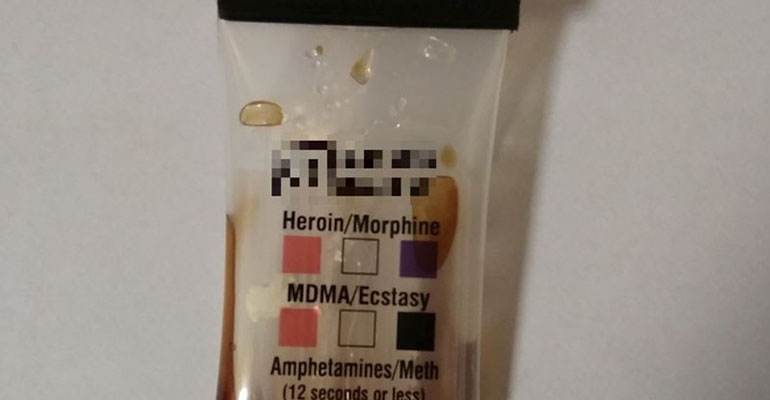 Heroin/Morphine
MDMA/Ecstasy
Amphetamines/Meth
(12 seconds or less)